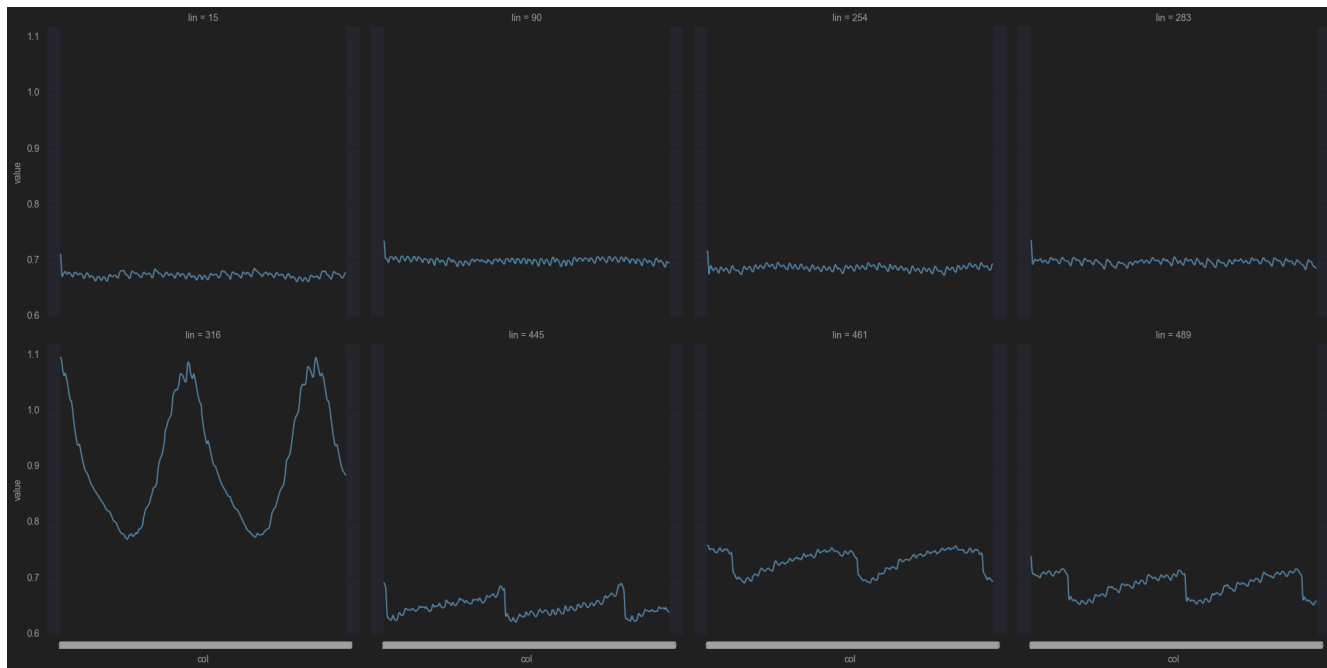 lin = 15
lin = 90
lin = 254
lin = 283
1.1
1.0
0.9
0.8
0.7
0.6
value
lin = 316
lin = 445
lin = 461
lin = 489
1.1
1.0
0.9
0.8
0.7
0.6
value
col
col
col
col